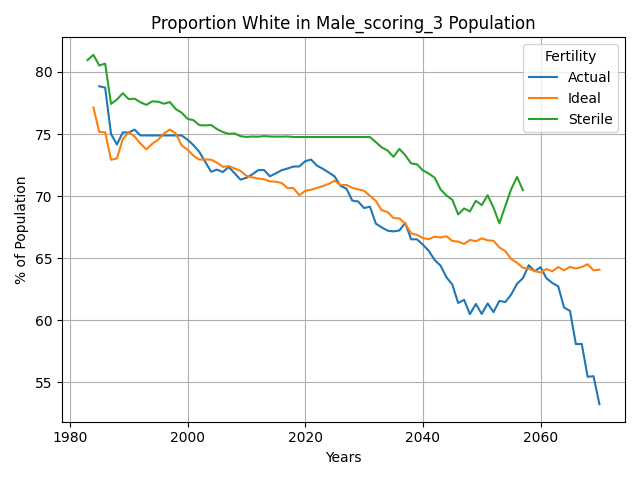 Proportion White in Male_scoring_3 Population
% of Population
80
75
70
65
60
55
Fertility
Actual
Ideal
Sterile
1980
2000
2020
2040
2060
Years